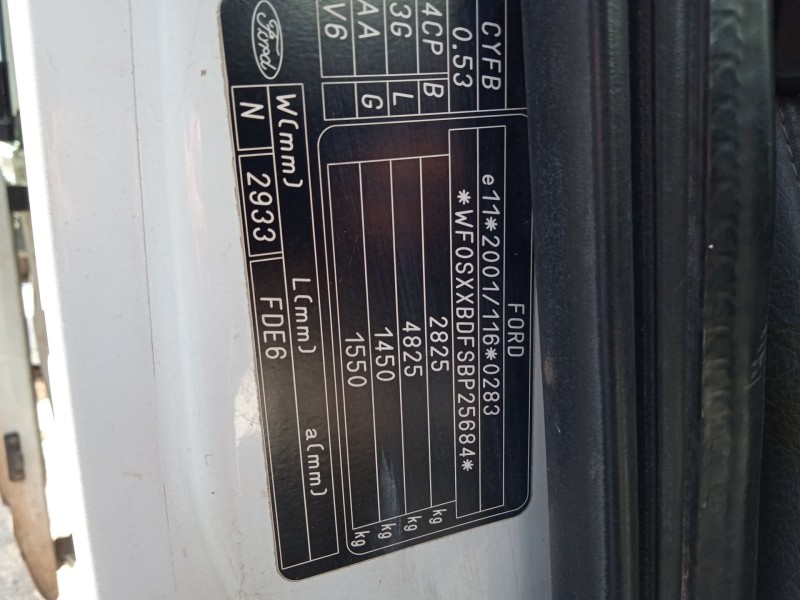 Ford
FORD
e11*2001/116*0283
*WF0SXXBDFSBP25684*
2825 kg
4825 kg
1450 kg
1550 kg
CYFB
0.53
4CP B
3G L
AA G
V6
W(mm) L(mm) a(mm)
N 2933 FDE6